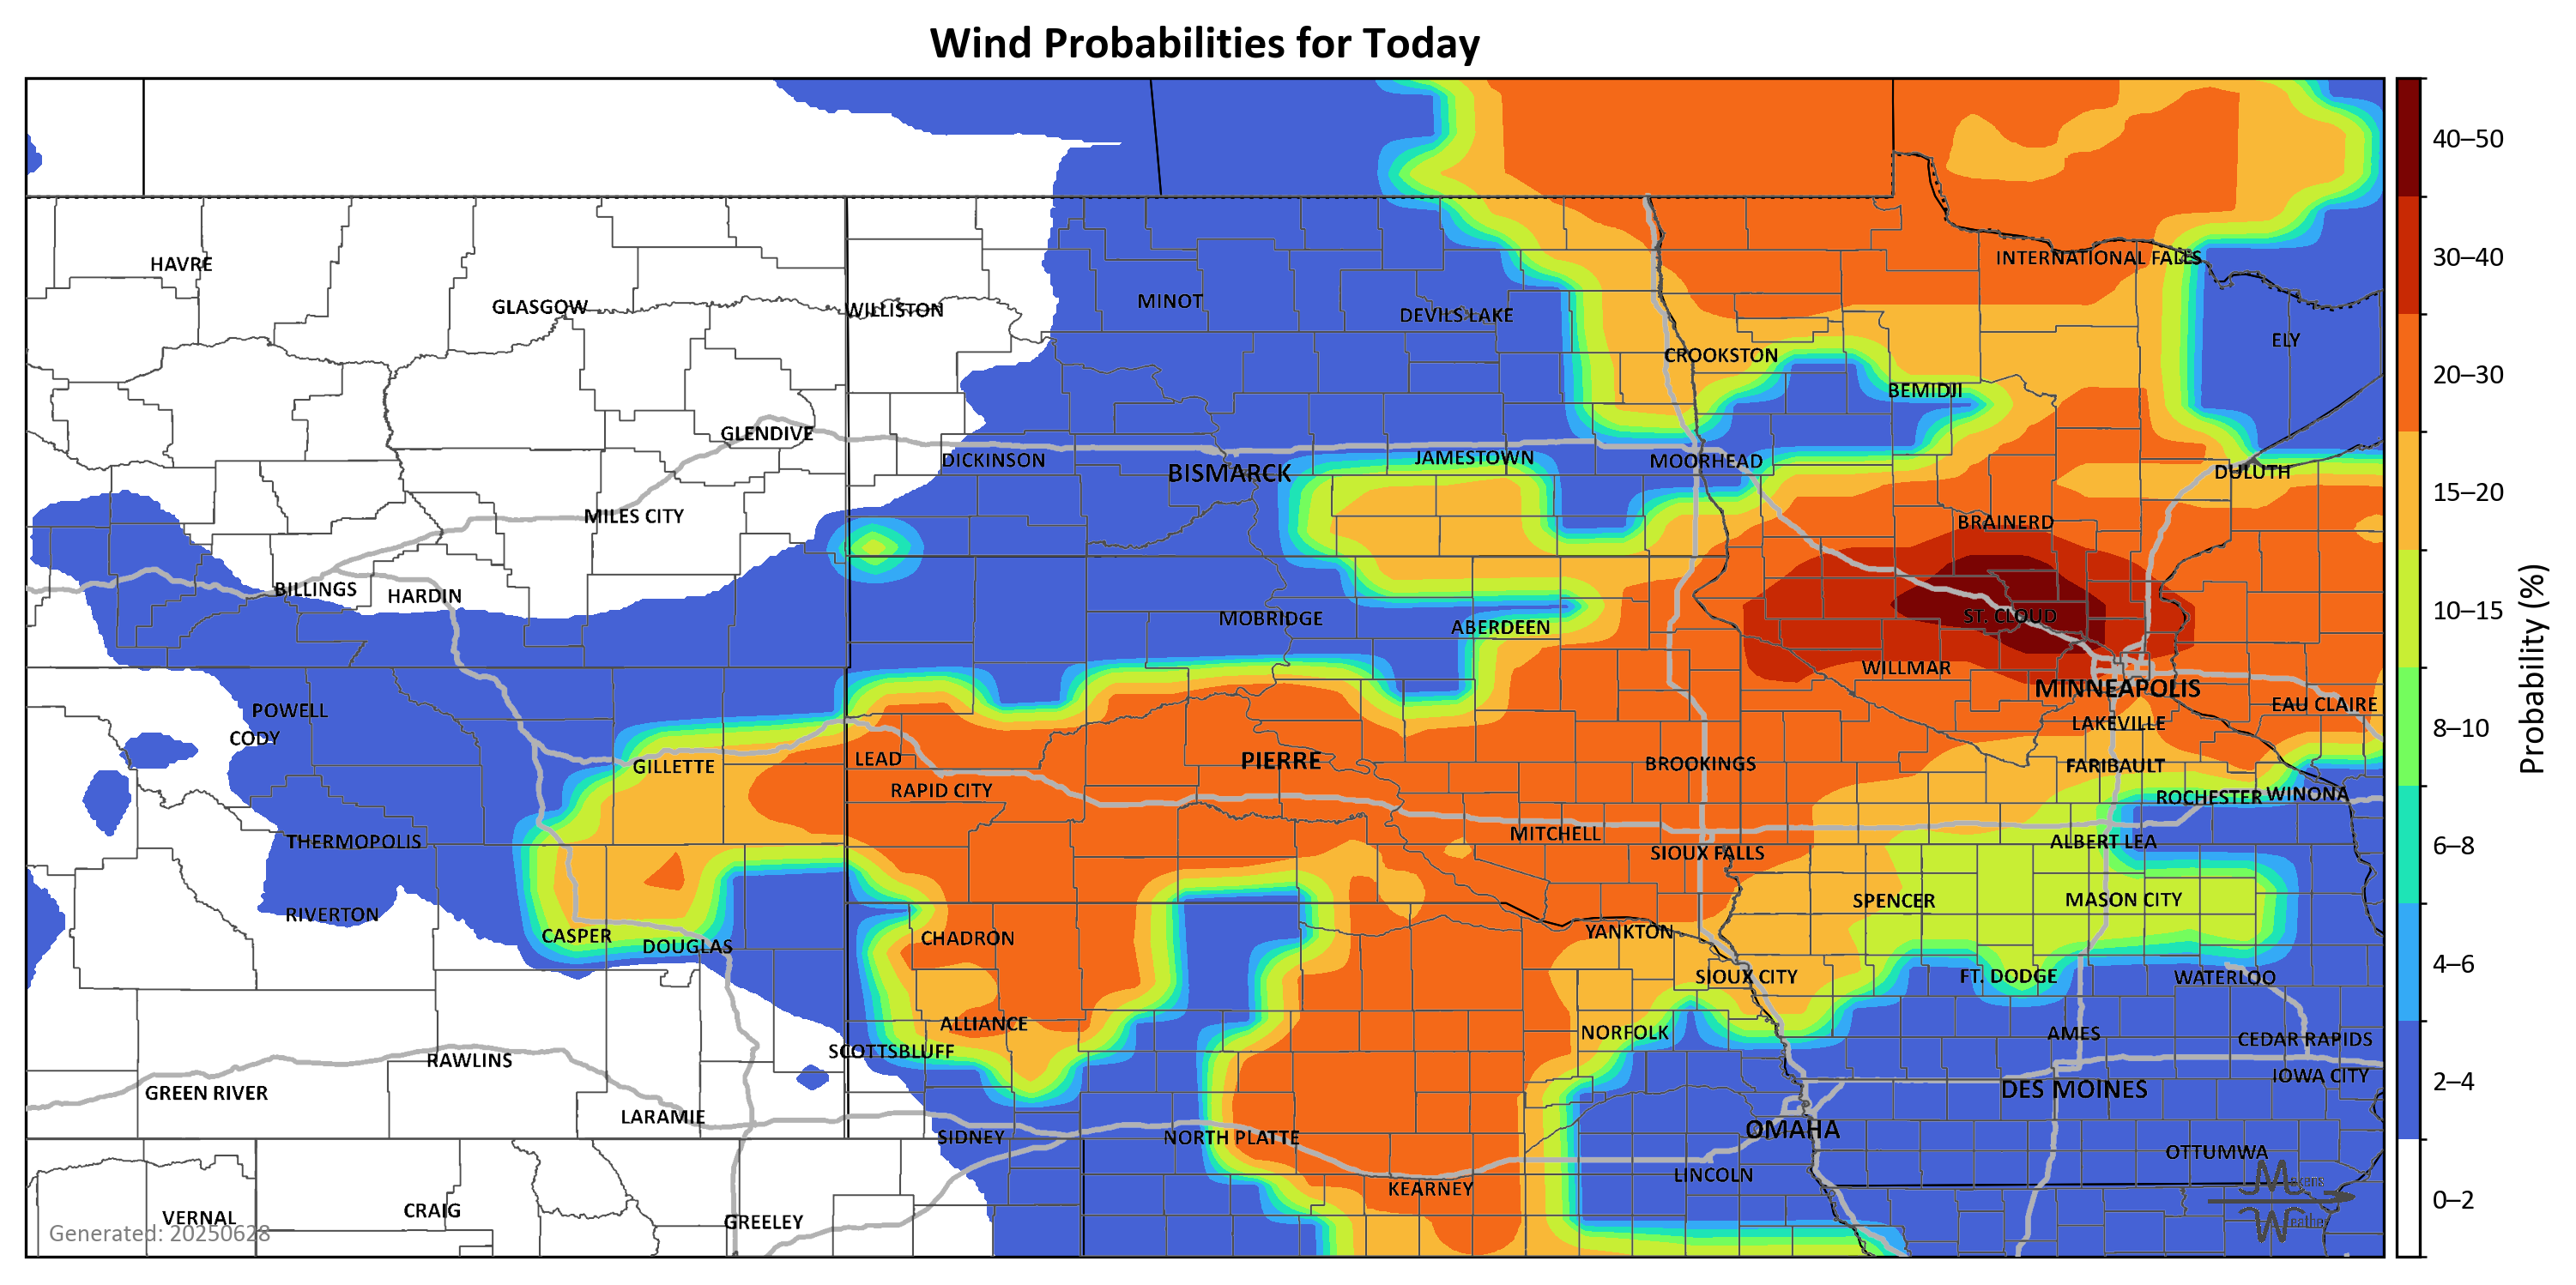 Wind Probabilities for Today
40–50
INTERNATIONAL FALLS
30–40
HAVRE
GLASGOW
WILLISTON
MINOT
DEVILS LAKE
ELY
CROOKSTON
20–30
BEMIDJI
GLENDIVE
DICKINSON
BISMARCK
JAMESTOWN
MOORHEAD
DULUTH
15–20
MILES CITY
BRAINERD
BILLINGS
HARDIN
MOBRIDGE
ABERDEEN
ST. CLOUD
10–15
WILLMAR
MINNEAPOLIS
EAU CLAIRE
Probability (%)
POWELL
CODY
LAKEVILLE
8–10
GILLETTE
LEAD
PIERRE
BROOKINGS
FARIBAULT
RAPID CITY
ROCHESTER
WINONA
THERMOPOLIS
MITCHELL
ALBERT LEA
6–8
SIOUX FALLS
RIVERTON
SPENCER
MASON CITY
CASPER
DOUGLAS
CHADRON
YANKTON
4–6
SIOUX CITY
FT. DODGE
WATERLOO
ALLIANCE
NORFOLK
AMES
CEDAR RAPIDS
SCOTTSBLUFF
RAWLINS
IOWA CITY
2–4
GREEN RIVER
DES MOINES
LARAMIE
SIDNEY
NORTH PLATTE
OMAHA
OTTUMWA
LINCOLN
KEARNEY
0–2
VERNAL
CRAIG
GREELEY
Generated: 20250628